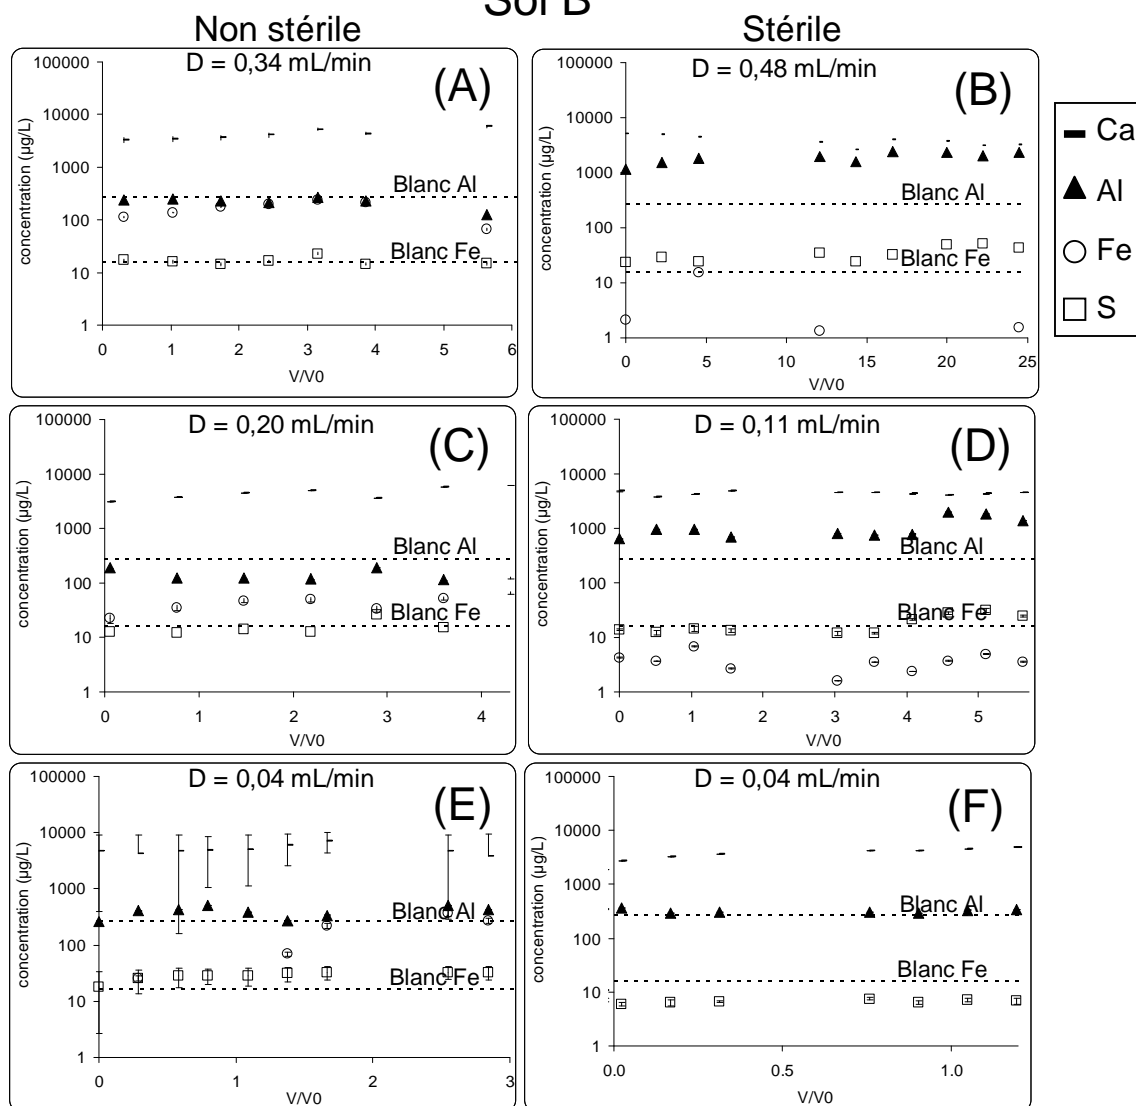 Sol B
Non stérile
Stérile
D = 0,34 mL/min
(A)
concentration (µg/L)
100000
10000
1000
100
10
1
Blanc Al
Blanc Fe
0 1 2 3 4 5 6
V/V0
D = 0,48 mL/min
(B)
concentration (µg/L)
100000
10000
1000
100
10
1
Blanc Al
Blanc Fe
0 5 10 15 20 25
V/V0
Ca
Al
Fe
S
D = 0,20 mL/min
(C)
concentration (µg/L)
100000
10000
1000
100
10
1
Blanc Al
Blanc Fe
0 1 2 3 4
V/V0
D = 0,11 mL/min
(D)
concentration (µg/L)
100000
10000
1000
100
10
1
Blanc Al
Blanc Fe
0 1 2 3 4 5
V/V0
D = 0,04 mL/min
(E)
concentration (µg/L)
100000
10000
1000
100
10
1
Blanc Al
Blanc Fe
0 1 2 3
V/V0
D = 0,04 mL/min
(F)
concentration (µg/L)
100000
10000
1000
100
10
1
Blanc Al
Blanc Fe
0.0 0.5 1.0
V/V0